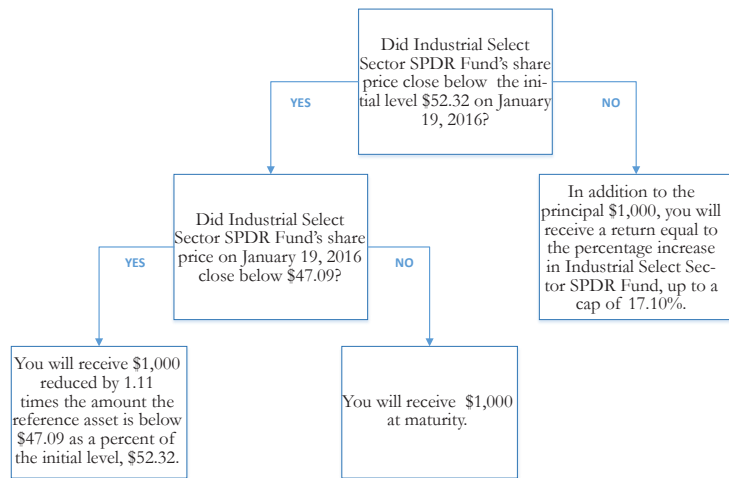 Did Industrial Select
Sector SPDR Fund's share
price close below the ini-
tial level $52.32 on January
19, 2016?
YES
NO
Did Industrial Select
Sector SPDR Fund's share
price on January 19, 2016
close below $47.09?
In addition to the
principal $1,000, you will
receive a return equal to
the percentage increase
in Industrial Select Sec-
tor SPDR Fund, up to a
cap of 17.10%.
YES
NO
You will receive $1,000
reduced by 1.11
times the amount the
reference asset is below
$47.09 as a percent of
the initial level, $52.32.
You will receive $1,000
at maturity.